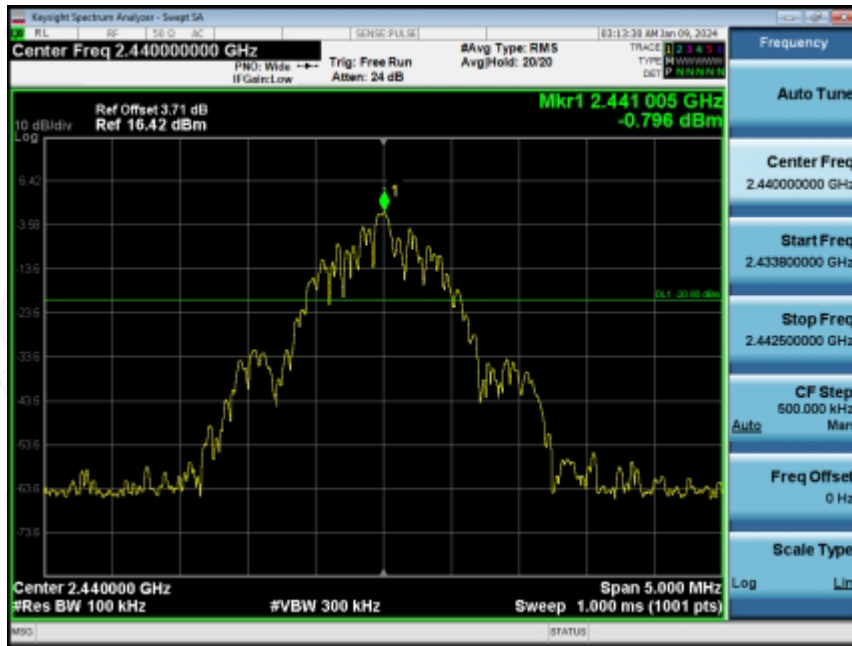 Keysight Spectrum Analyzer - Swept SA
RL RF 50 Ω AC SENSE:PULSE 03:13:30 AM Jan 09, 2024
Center Freq 2.440000000 GHz
PNO: Wide
IFGain:Low
Trig: Free Run
Atten: 24 dB
#Avg Type: RMS
Avg|Hold: 20/20
TRACE 1 2 3 4 5 6
TYPE M WWWWW
DET P NNNNN
Mkr1 2.441 005 GHz
-0.796 dBm
Ref Offset 3.71 dB
Ref 16.42 dBm
10 dB/div
Log
6.42
-3.58
-13.6
-23.6
-33.6
-43.6
-53.6
-63.6
-73.6
1
Center 2.440000 GHz
Span 5.000 MHz
#Res BW 100 kHz
#VBW 300 kHz
Sweep 1.000 ms (1001 pts)
MSG
STATUS
Frequency
Auto Tune
Center Freq
2.440000000 GHz
Start Freq
2.433800000 GHz
Stop Freq
2.442500000 GHz
CF Step
500.000 kHz
Auto Man
Freq Offset
0 Hz
Scale Type
Log Lin